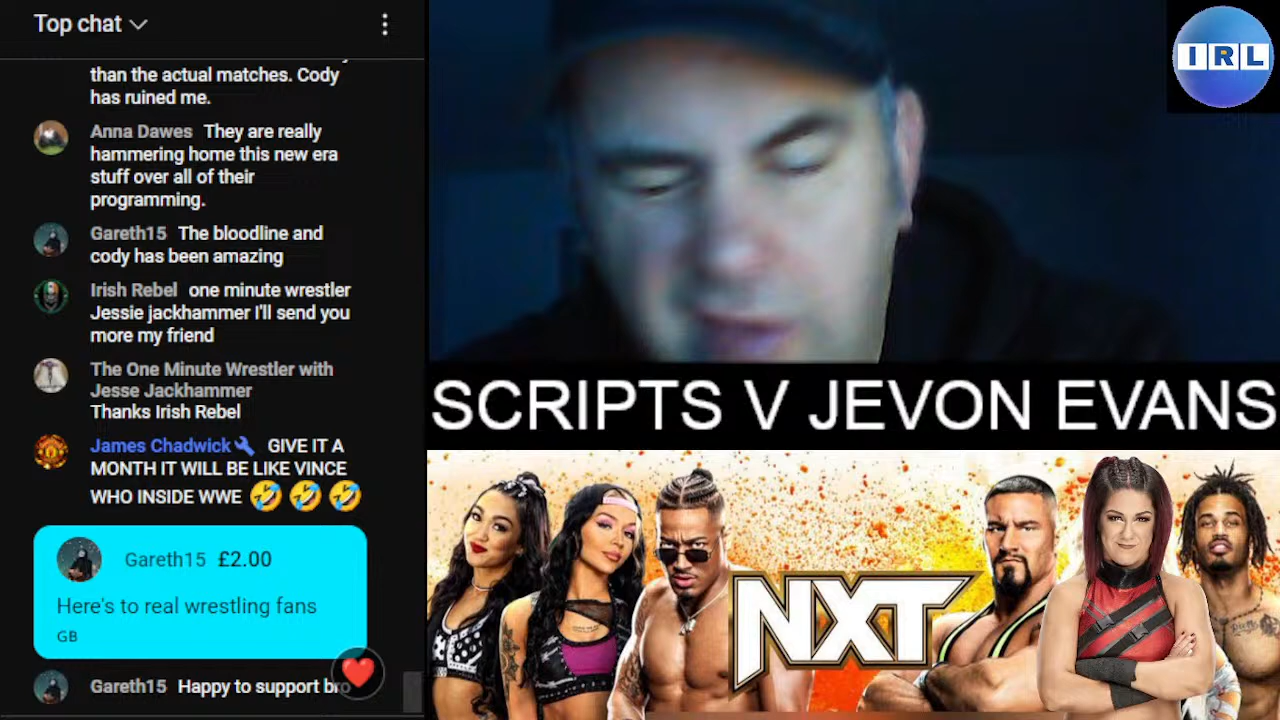 Top chat
than the actual matches. Cody
has ruined me.
Anna Dawes They are really
hammering home this new era
stuff over all of their
programming.
Gareth15 The bloodline and
cody has been amazing
Irish Rebel one minute wrestler
Jessie jackhammer I'll send you
more my friend
The One Minute Wrestler with
Jesse Jackhammer
Thanks Irish Rebel
James Chadwick GIVE IT A
MONTH IT WILL BE LIKE VINCE
WHO INSIDE WWE 🤣 🤣 🤣
Gareth15 £2.00
Here's to real wrestling fans
GB
Gareth15 Happy to support bro
IRL
SCRIPTS V JEVON EVANS
NXT